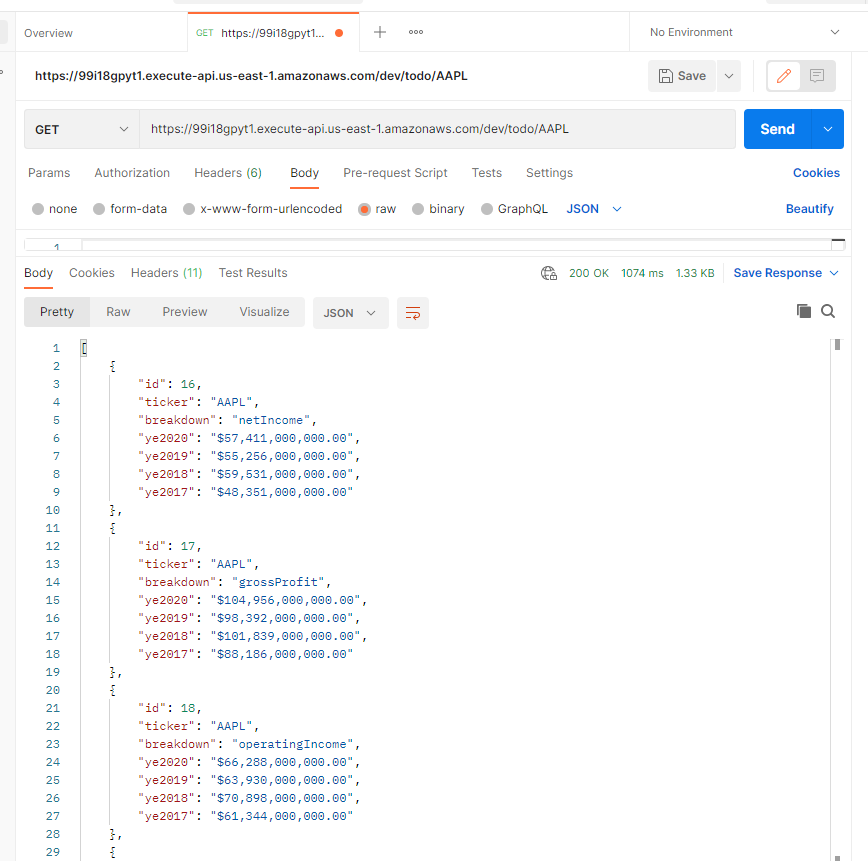 Overview
GET https://99i18gpyt1...
No Environment
https://99i18gpyt1.execute-api.us-east-1.amazonaws.com/dev/todo/AAPL
Save
GET
https://99i18gpyt1.execute-api.us-east-1.amazonaws.com/dev/todo/AAPL
Send
Params Authorization Headers (6) Body Pre-request Script Tests Settings Cookies
none form-data x-www-form-urlencoded raw binary GraphQL JSON Beautify
1
Body Cookies Headers (11) Test Results 200 OK 1074 ms 1.33 KB Save Response
Pretty Raw Preview Visualize JSON
1 [
2 {
3 "id": 16,
4 "ticker": "AAPL",
5 "breakdown": "netIncome",
6 "ye2020": "$57,411,000,000.00",
7 "ye2019": "$55,256,000,000.00",
8 "ye2018": "$59,531,000,000.00",
9 "ye2017": "$48,351,000,000.00"
10 },
11 {
12 "id": 17,
13 "ticker": "AAPL",
14 "breakdown": "grossProfit",
15 "ye2020": "$104,956,000,000.00",
16 "ye2019": "$98,392,000,000.00",
17 "ye2018": "$101,839,000,000.00",
18 "ye2017": "$88,186,000,000.00"
19 },
20 {
21 "id": 18,
22 "ticker": "AAPL",
23 "breakdown": "operatingIncome",
24 "ye2020": "$66,288,000,000.00",
25 "ye2019": "$63,930,000,000.00",
26 "ye2018": "$70,898,000,000.00",
27 "ye2017": "$61,344,000,000.00"
28 },
29 {